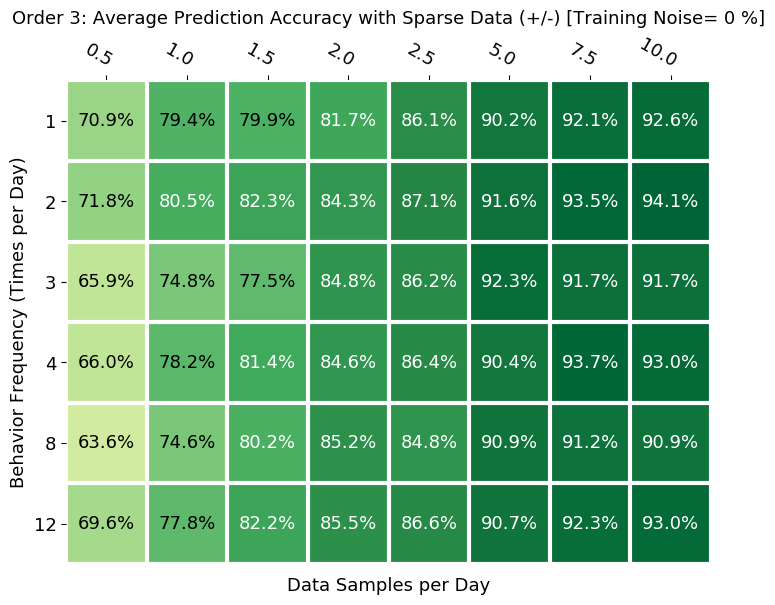 Order 3: Average Prediction Accuracy with Sparse Data (+/-) [Training Noise= 0 %]
0.5 1.0 1.5 2.0 2.5 5.0 7.5 10.0
1 70.9% 79.4% 79.9% 81.7% 86.1% 90.2% 92.1% 92.6%
2 71.8% 80.5% 82.3% 84.3% 87.1% 91.6% 93.5% 94.1%
3 65.9% 74.8% 77.5% 84.8% 86.2% 92.3% 91.7% 91.7%
4 66.0% 78.2% 81.4% 84.6% 86.4% 90.4% 93.7% 93.0%
8 63.6% 74.6% 80.2% 85.2% 84.8% 90.9% 91.2% 90.9%
12 69.6% 77.8% 82.2% 85.5% 86.6% 90.7% 92.3% 93.0%
Behavior Frequency (Times per Day)
Data Samples per Day